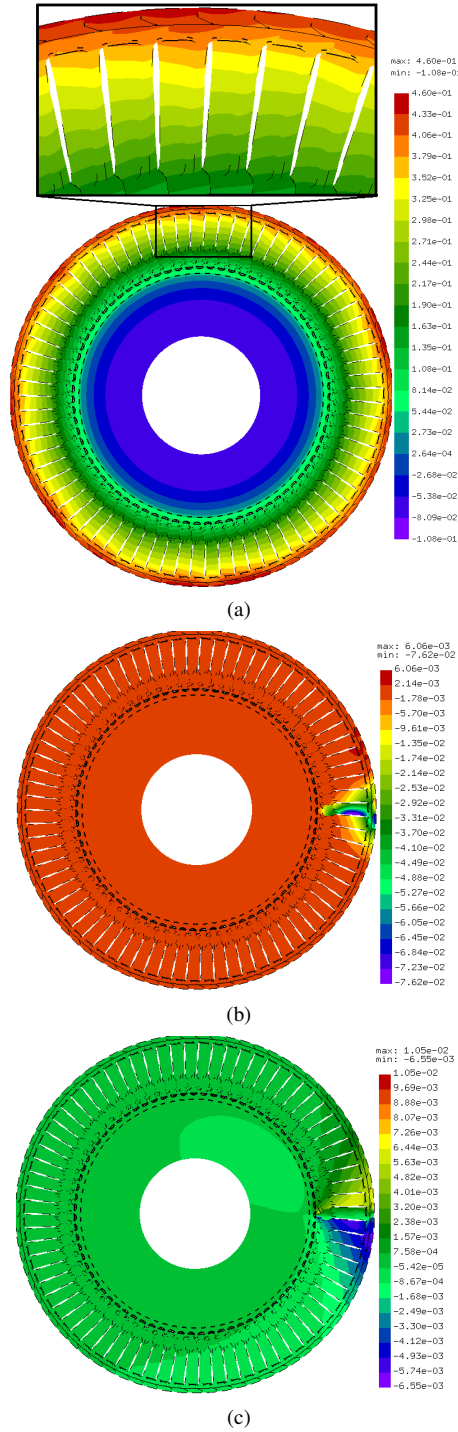 max: 4.60e-01
min: -1.08e-01
4.60e-01
4.33e-01
4.06e-01
3.79e-01
3.52e-01
3.25e-01
2.98e-01
2.71e-01
2.44e-01
2.17e-01
1.90e-01
1.63e-01
1.35e-01
1.08e-01
8.14e-02
5.44e-02
2.73e-02
2.64e-04
-2.68e-02
-5.38e-02
-8.09e-02
-1.08e-01
(a)
max: 6.06e-03
min: -7.62e-02
6.06e-03
2.14e-03
-1.78e-03
-5.70e-03
-9.61e-03
-1.35e-02
-1.74e-02
-2.14e-02
-2.53e-02
-2.92e-02
-3.31e-02
-3.70e-02
-4.10e-02
-4.49e-02
-4.88e-02
-5.27e-02
-5.66e-02
-6.05e-02
-6.45e-02
-6.84e-02
-7.23e-02
-7.62e-02
(b)
max: 1.05e-02
min: -6.55e-03
1.05e-02
9.69e-03
8.88e-03
8.07e-03
7.26e-03
6.44e-03
5.63e-03
4.82e-03
4.01e-03
3.20e-03
2.38e-03
1.57e-03
7.58e-04
-5.42e-05
-8.67e-04
-1.68e-03
-2.49e-03
-3.30e-03
-4.12e-03
-4.93e-03
-5.74e-03
-6.55e-03
(c)